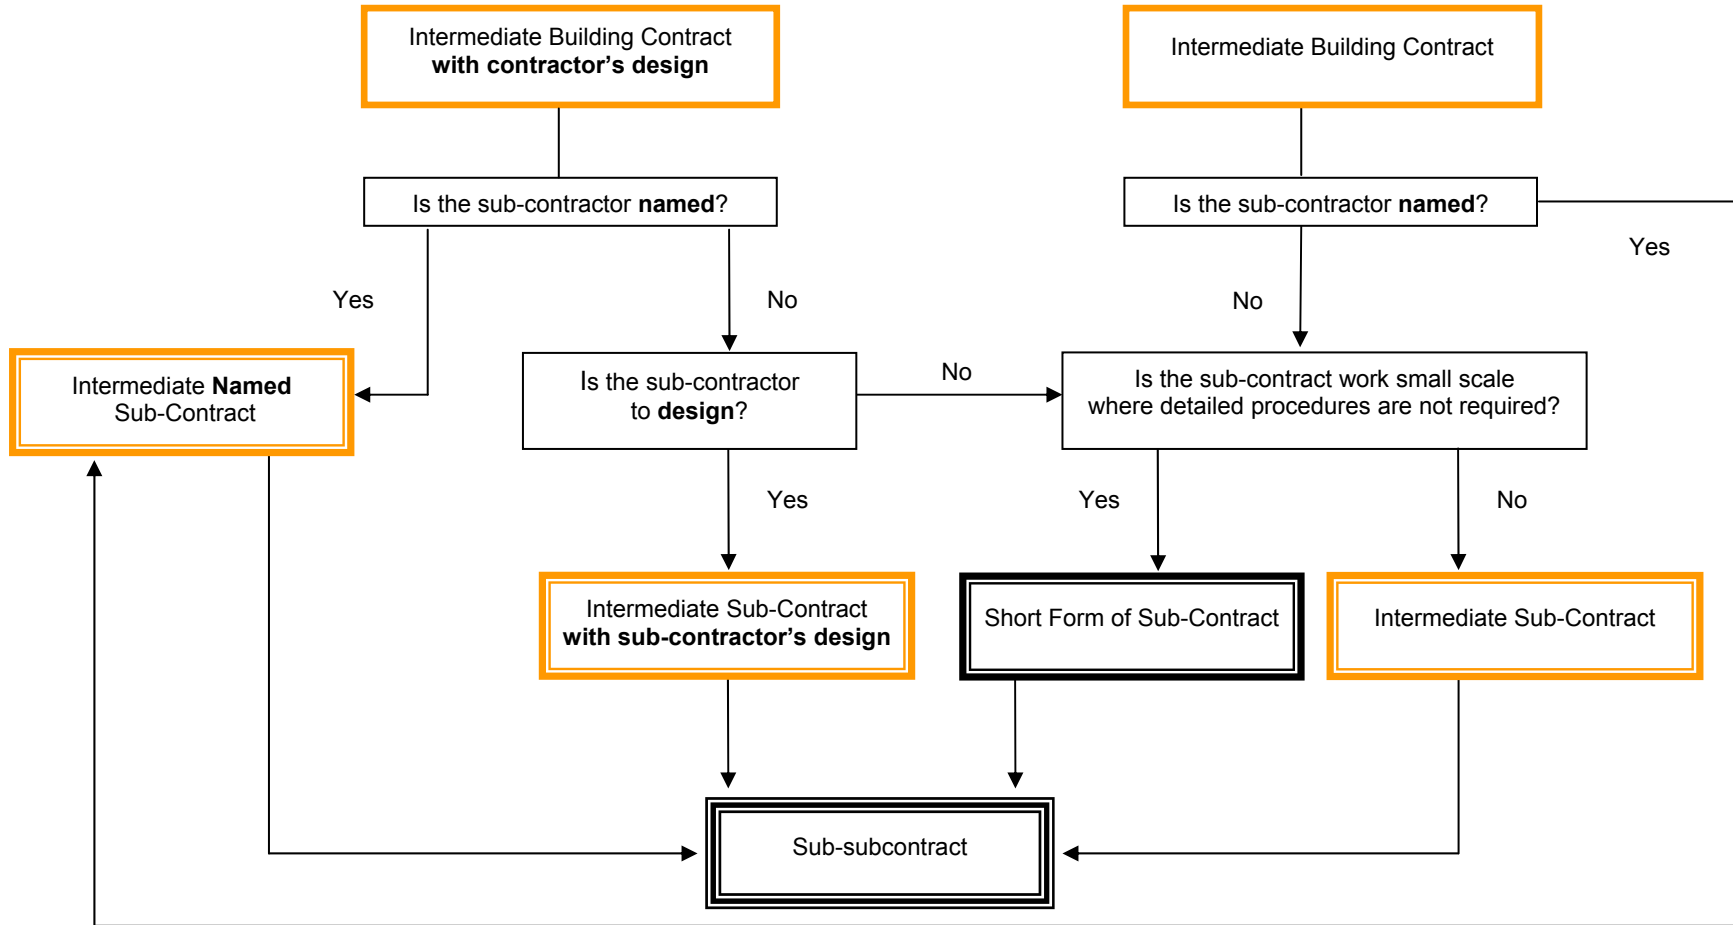 Intermediate Building Contract
with contractor’s design
Intermediate Building Contract
Is the sub-contractor named?
Is the sub-contractor named?
Yes
Yes
No
No
Intermediate Named
Sub-Contract
Is the sub-contractor
to design?
No
Is the sub-contract work small scale
where detailed procedures are not required?
Yes
Yes
No
Intermediate Sub-Contract
with sub-contractor’s design
Short Form of Sub-Contract
Intermediate Sub-Contract
Sub-subcontract